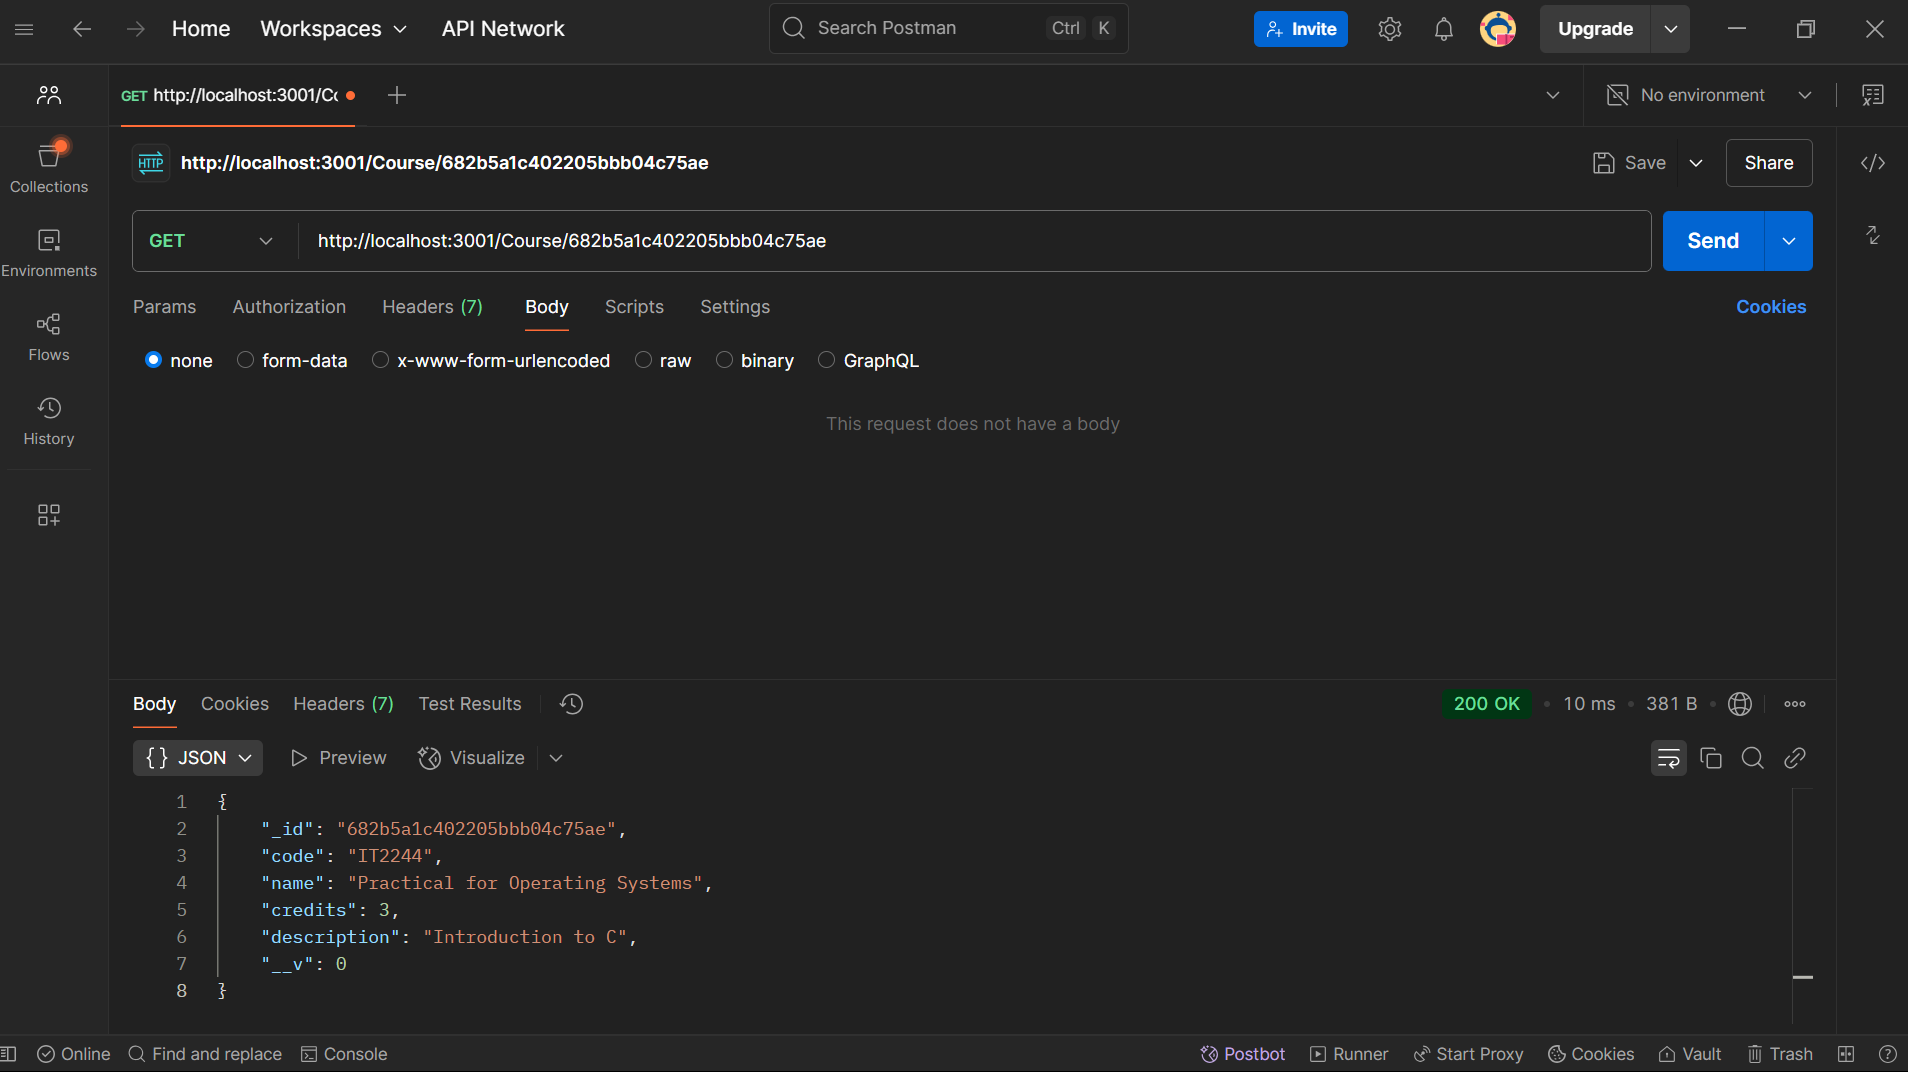 Home Workspaces API Network Search Postman Ctrl K Invite Upgrade
GET http://localhost:3001/Co No environment
Collections
Environments
Flows
History
HTTP http://localhost:3001/Course/682b5a1c402205bbb04c75ae Save Share
GET http://localhost:3001/Course/682b5a1c402205bbb04c75ae Send
Params Authorization Headers (7) Body Scripts Settings Cookies
none form-data x-www-form-urlencoded raw binary GraphQL
This request does not have a body
Body Cookies Headers (7) Test Results 200 OK • 10 ms • 381 B •
{} JSON Preview Visualize
1 {
2 "_id": "682b5a1c402205bbb04c75ae",
3 "code": "IT2244",
4 "name": "Practical for Operating Systems",
5 "credits": 3,
6 "description": "Introduction to C",
7 "__v": 0
8 }
Online Find and replace Console Postbot Runner Start Proxy Cookies Vault Trash